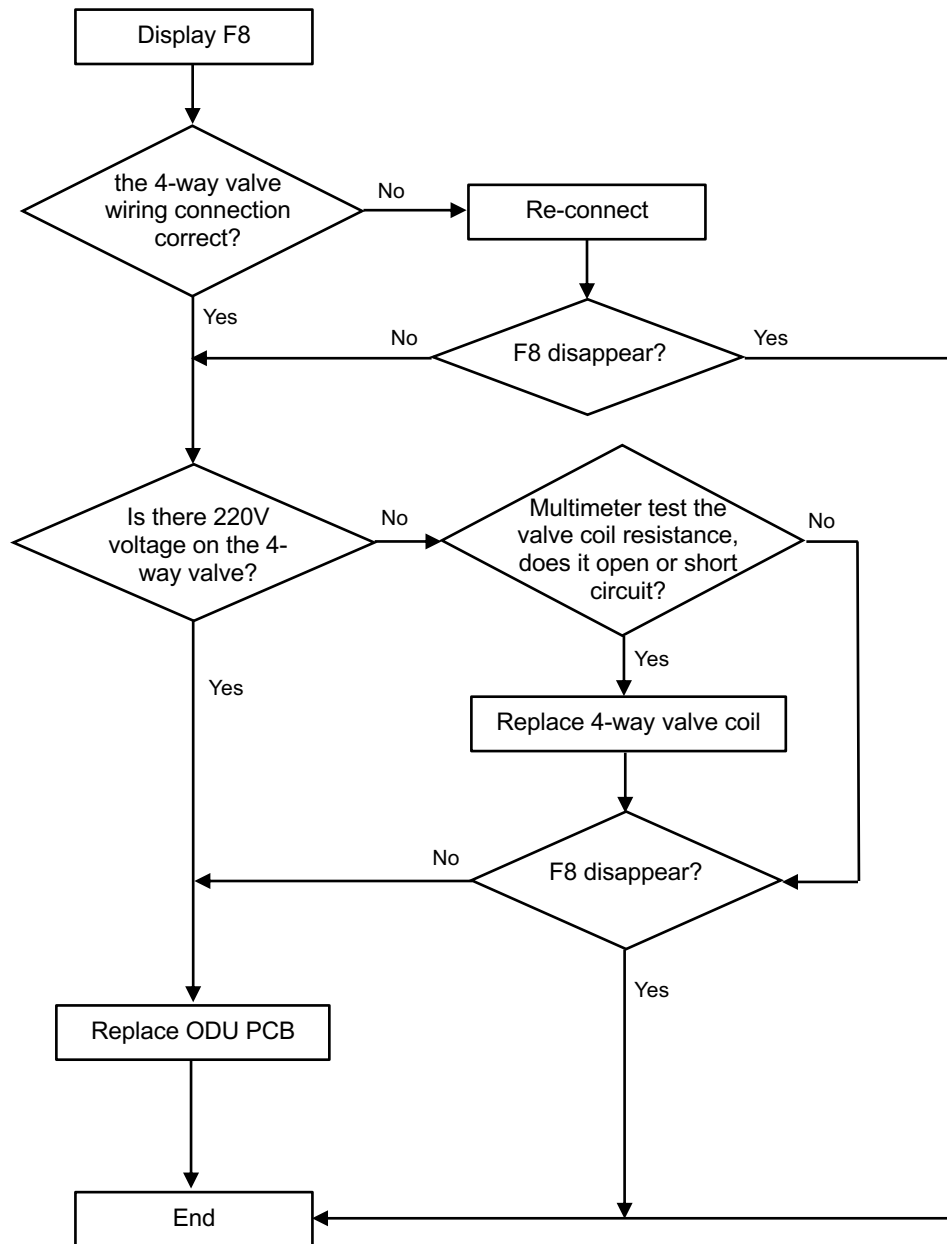 Display F8
the 4-way valve
wiring connection
correct?
No
Re-connect
Yes
No
F8 disappear?
Yes
Is there 220V
voltage on the 4-
way valve?
No
Multimeter test the
valve coil resistance,
does it open or short
circuit?
No
Yes
Yes
Replace 4-way valve coil
No
F8 disappear?
Yes
Replace ODU PCB
End